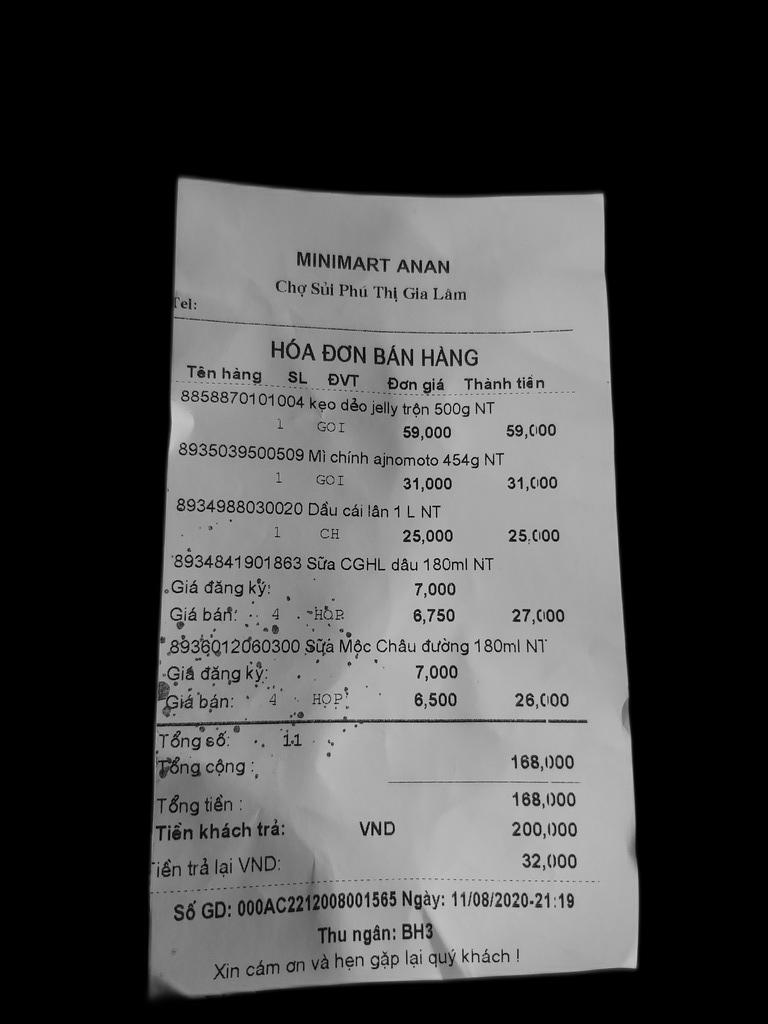 MINIMART ANAN
Chợ Sủi Phú Thị Gia Lâm
Tel:
HÓA ĐƠN BÁN HÀNG
Tên hàng SL ĐVT Đơn giá Thành tiền
8858870101004 kẹo dẻo jelly trộn 500g NT
1 GOI 59,000 59,000
8935039500509 Mì chính ajnomoto 454g NT
1 GOI 31,000 31,000
8934988030020 Dầu cái lân 1 L NT
1 CH 25,000 25,000
8934841901863 Sữa CGHL dâu 180ml NT
Giá đăng ký: 7,000
Giá bán: 4 HOP 6,750 27,000
8936012060300 Sữa Mộc Châu đường 180ml NT
Giá đăng ký: 7,000
Giá bán: 4 HOP 6,500 26,000
Tổng số: 11
Tổng cộng : 168,000
Tổng tiền : 168,000
Tiền khách trả: VND 200,000
iền trả lại VND: 32,000
Số GD: 000AC2212008001565 Ngày: 11/08/2020-21:19
Thu ngân: BH3
Xin cám ơn và hẹn gặp lại quý khách !